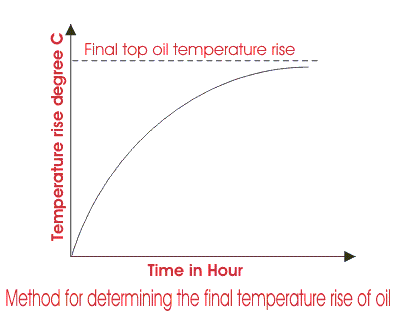 Final top oil temperature rise
Temperature rise degree C
Time in Hour
Method for determining the final temperature rise of oil